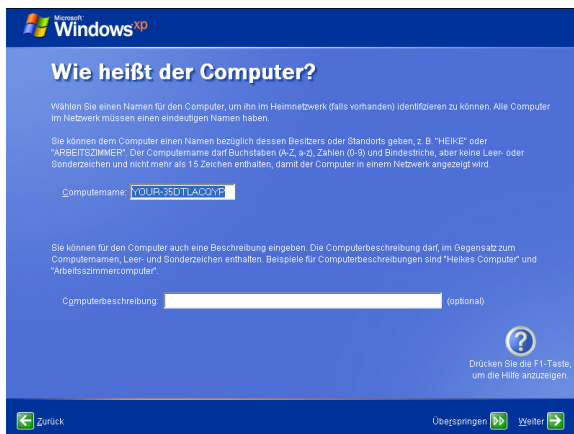 Microsoft
Windows xp
Wie heißt der Computer?
Wählen Sie einen Namen für den Computer, um ihn im Heimnetzwerk (falls vorhanden) identifizieren zu können. Alle Computer
im Netzwerk müssen einen eindeutigen Namen haben.
Sie können dem Computer einen Namen bezüglich dessen Besitzers oder Standorts geben, z. B. "HEIKE" oder
"ARBEITSZIMMER". Der Computername darf Buchstaben (A-Z, a-z), Zahlen (0-9) und Bindestriche, aber keine Leer- oder
Sonderzeichen und nicht mehr als 15 Zeichen enthalten, damit der Computer in einem Netzwerk angezeigt wird.
Computername: YOUR-35DTLACQYP
Sie können für den Computer auch eine Beschreibung eingeben. Die Computerbeschreibung darf, im Gegensatz zum
Computernamen, Leer- und Sonderzeichen enthalten. Beispiele für Computerbeschreibungen sind "Heikes Computer" und
"Arbeitsszimmercomputer".
Computerbeschreibung: (optional)
Drücken Sie die F1-Taste,
um die Hilfe anzuzeigen.
Zurück Überspringen Weiter